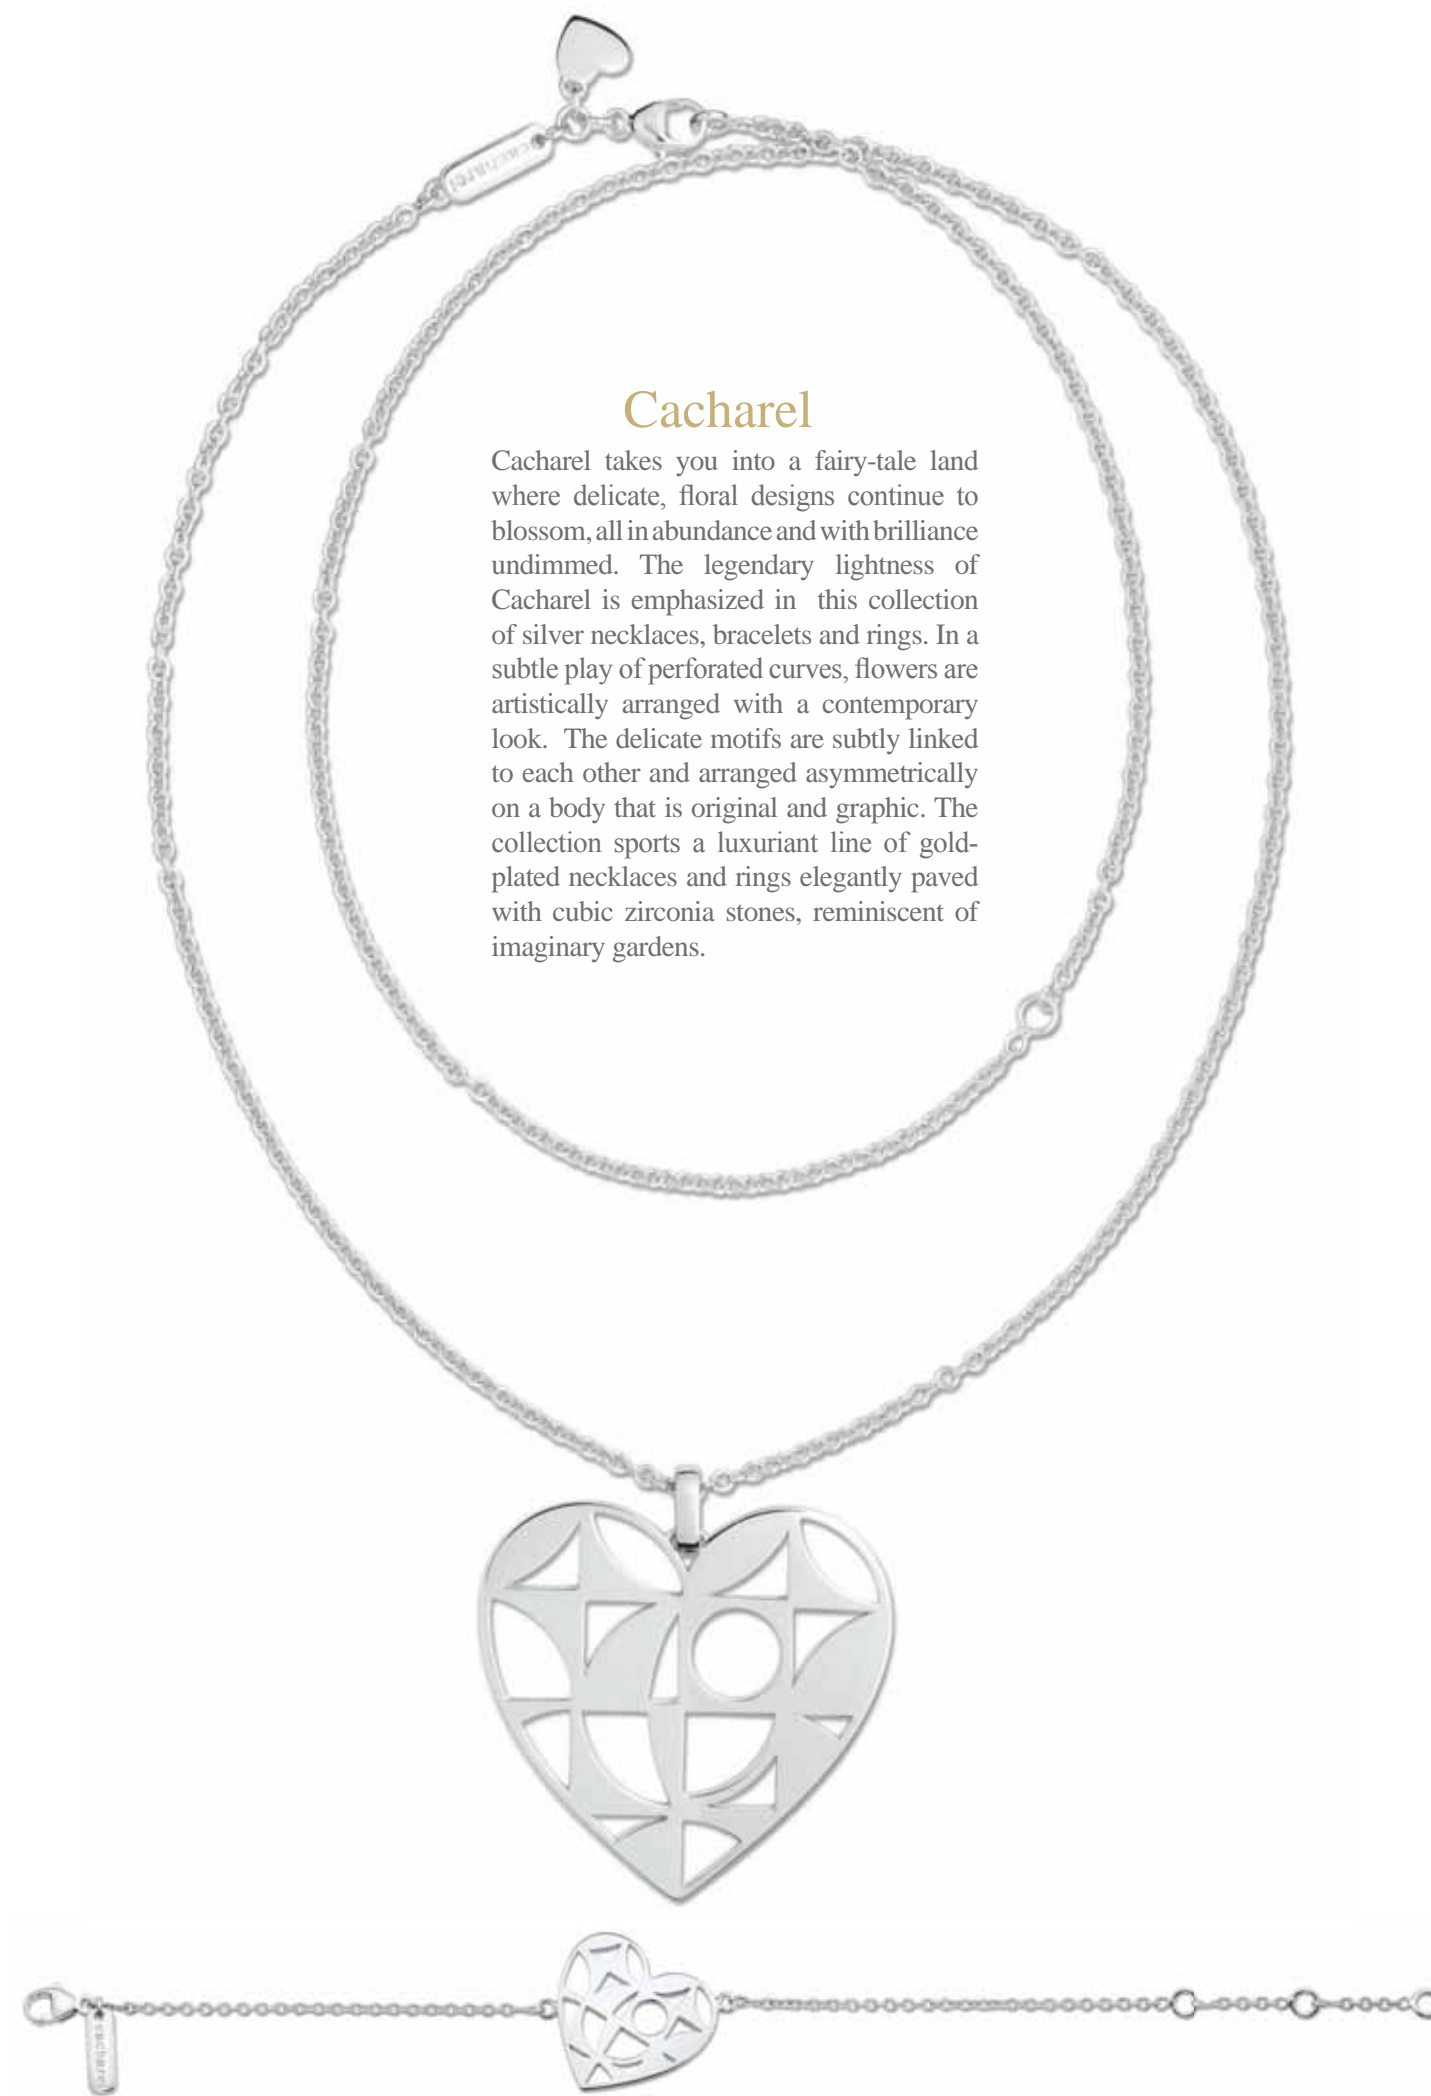 cacharel
Cacharel
Cacharel takes you into a fairy-tale land
where delicate, floral designs continue to
blossom, all in abundance and with brilliance
undimmed. The legendary lightness of
Cacharel is emphasized in this collection
of silver necklaces, bracelets and rings. In a
subtle play of perforated curves, flowers are
artistically arranged with a contemporary
look. The delicate motifs are subtly linked
to each other and arranged asymmetrically
on a body that is original and graphic. The
collection sports a luxuriant line of gold-
plated necklaces and rings elegantly paved
with cubic zirconia stones, reminiscent of
imaginary gardens.
cacharel